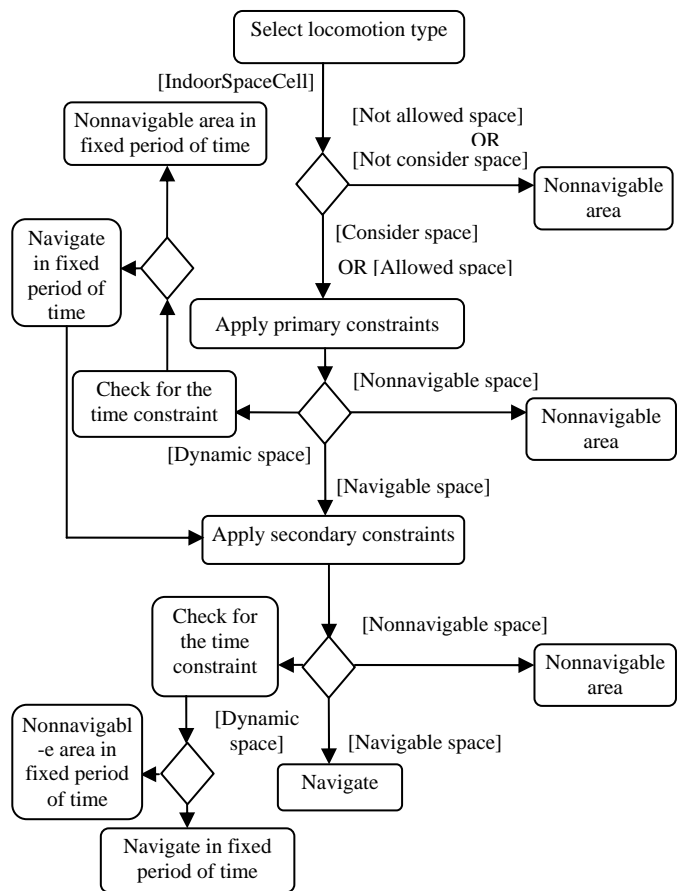 Select locomotion type
[IndoorSpaceCell]
Nonnavigable area in
fixed period of time
[Not allowed space]
OR
[Not consider space]
Nonnavigable
area
Navigate
in fixed
period of
time
[Consider space]
OR [Allowed space]
Apply primary constraints
Check for the
time constraint
[Nonnavigable space]
Nonnavigable
area
[Dynamic space]
[Navigable space]
Apply secondary constraints
Check for
the time
constraint
[Nonnavigable space]
Nonnavigable
area
[Dynamic
space]
[Navigable space]
Nonnavigabl
-e area in
fixed period
of time
Navigate
Navigate in fixed
period of time